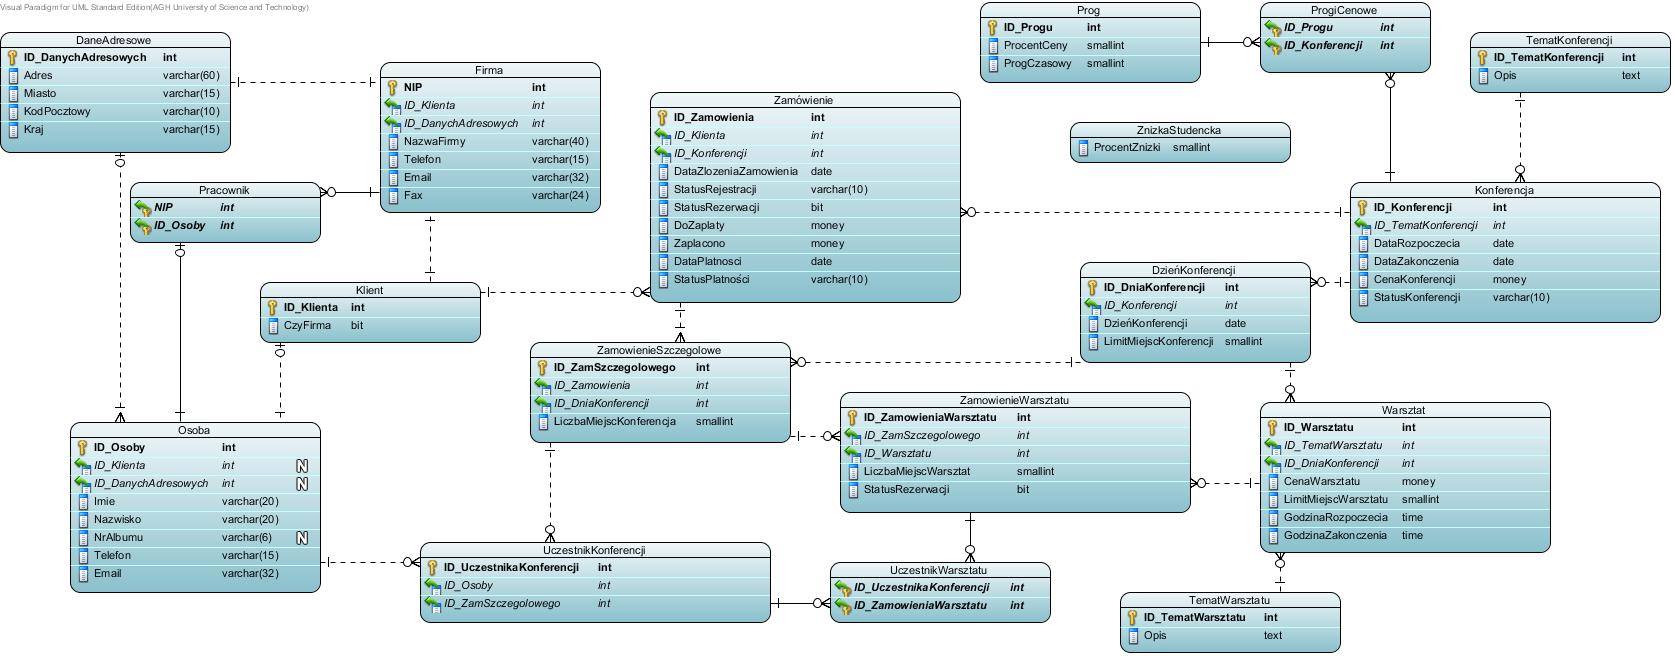 Visual Paradigm for UML Standard Edition(AGH University of Science and Technology)
DaneAdresowe
ID_DanychAdresowych int
Adres varchar(60)
Miasto varchar(15)
KodPocztowy varchar(10)
Kraj varchar(15)
Firma
NIP int
ID_Klienta int
ID_DanychAdresowych int
NazwaFirmy varchar(40)
Telefon varchar(15)
Email varchar(32)
Fax varchar(24)
Pracownik
NIP int
ID_Osoby int
Klient
ID_Klienta int
CzyFirma bit
Osoba
ID_Osoby int
ID_Klienta int N
ID_DanychAdresowych int N
Imie varchar(20)
Nazwisko varchar(20)
NrAlbumu varchar(6) N
Telefon varchar(15)
Email varchar(32)
Zamówienie
ID_Zamowienia int
ID_Klienta int
ID_Konferencji int
DataZlozeniaZamowienia date
StatusRejestracji varchar(10)
StatusRezerwacji bit
DoZaplaty money
Zaplacono money
DataPlatnosci date
StatusPlatności varchar(10)
ZamowienieSzczegolowe
ID_ZamSzczegolowego int
ID_Zamowienia int
ID_DniaKonferencji int
LiczbaMiejscKonferencja smallint
UczestnikKonferencji
ID_UczestnikaKonferencji int
ID_Osoby int
ID_ZamSzczegolowego int
ZamowienieWarsztatu
ID_ZamowieniaWarsztatu int
ID_ZamSzczegolowego int
ID_Warsztatu int
LiczbaMiejscWarsztat smallint
StatusRezerwacji bit
UczestnikWarsztatu
ID_UczestnikaKonferencji int
ID_ZamowieniaWarsztatu int
Prog
ID_Progu int
ProcentCeny smallint
ProgCzasowy smallint
ProgiCenowe
ID_Progu int
ID_Konferencji int
TematKonferencji
ID_TematKonferencji int
Opis text
ZnizkaStudencka
ProcentZnizki smallint
Konferencja
ID_Konferencji int
ID_TematKonferencji int
DataRozpoczecia date
DataZakonczenia date
CenaKonferencji money
StatusKonferencji varchar(10)
DzieńKonferencji
ID_DniaKonferencji int
ID_Konferencji int
DzieńKonferencji date
LimitMiejscKonferencji smallint
Warsztat
ID_Warsztatu int
ID_TematWarsztatu int
ID_DniaKonferencji int
CenaWarsztatu money
LimitMiejscWarsztatu smallint
GodzinaRozpoczecia time
GodzinaZakonczenia time
TematWarsztatu
ID_TematWarsztatu int
Opis text